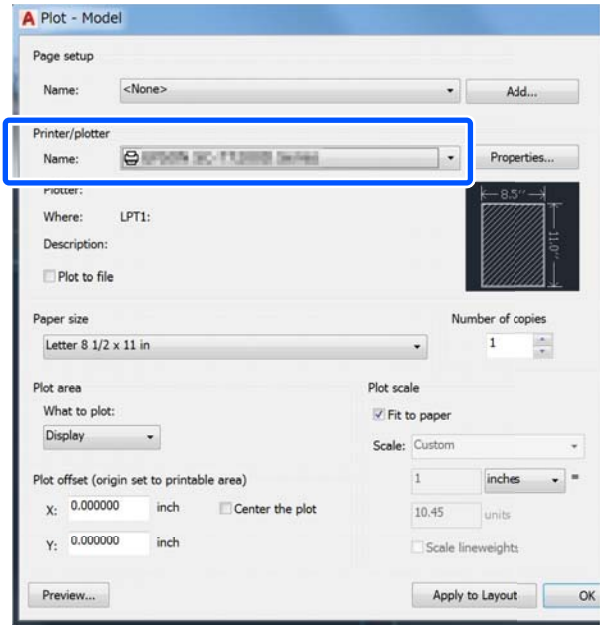 Plot - Model
Page setup
Name: <None> Add...
Printer/plotter
Name: Properties...
Plotter:
Where: LPT1:
Description:
Plot to file
8.5''
11.0''
Paper size
Number of copies
Letter 8 1/2 x 11 in
1
Plot area
What to plot:
Display
Plot scale
Fit to paper
Scale: Custom
1 inches =
10.45 units
Scale lineweights
Plot offset (origin set to printable area)
X: 0.000000 inch Center the plot
Y: 0.000000 inch
Preview... Apply to Layout OK